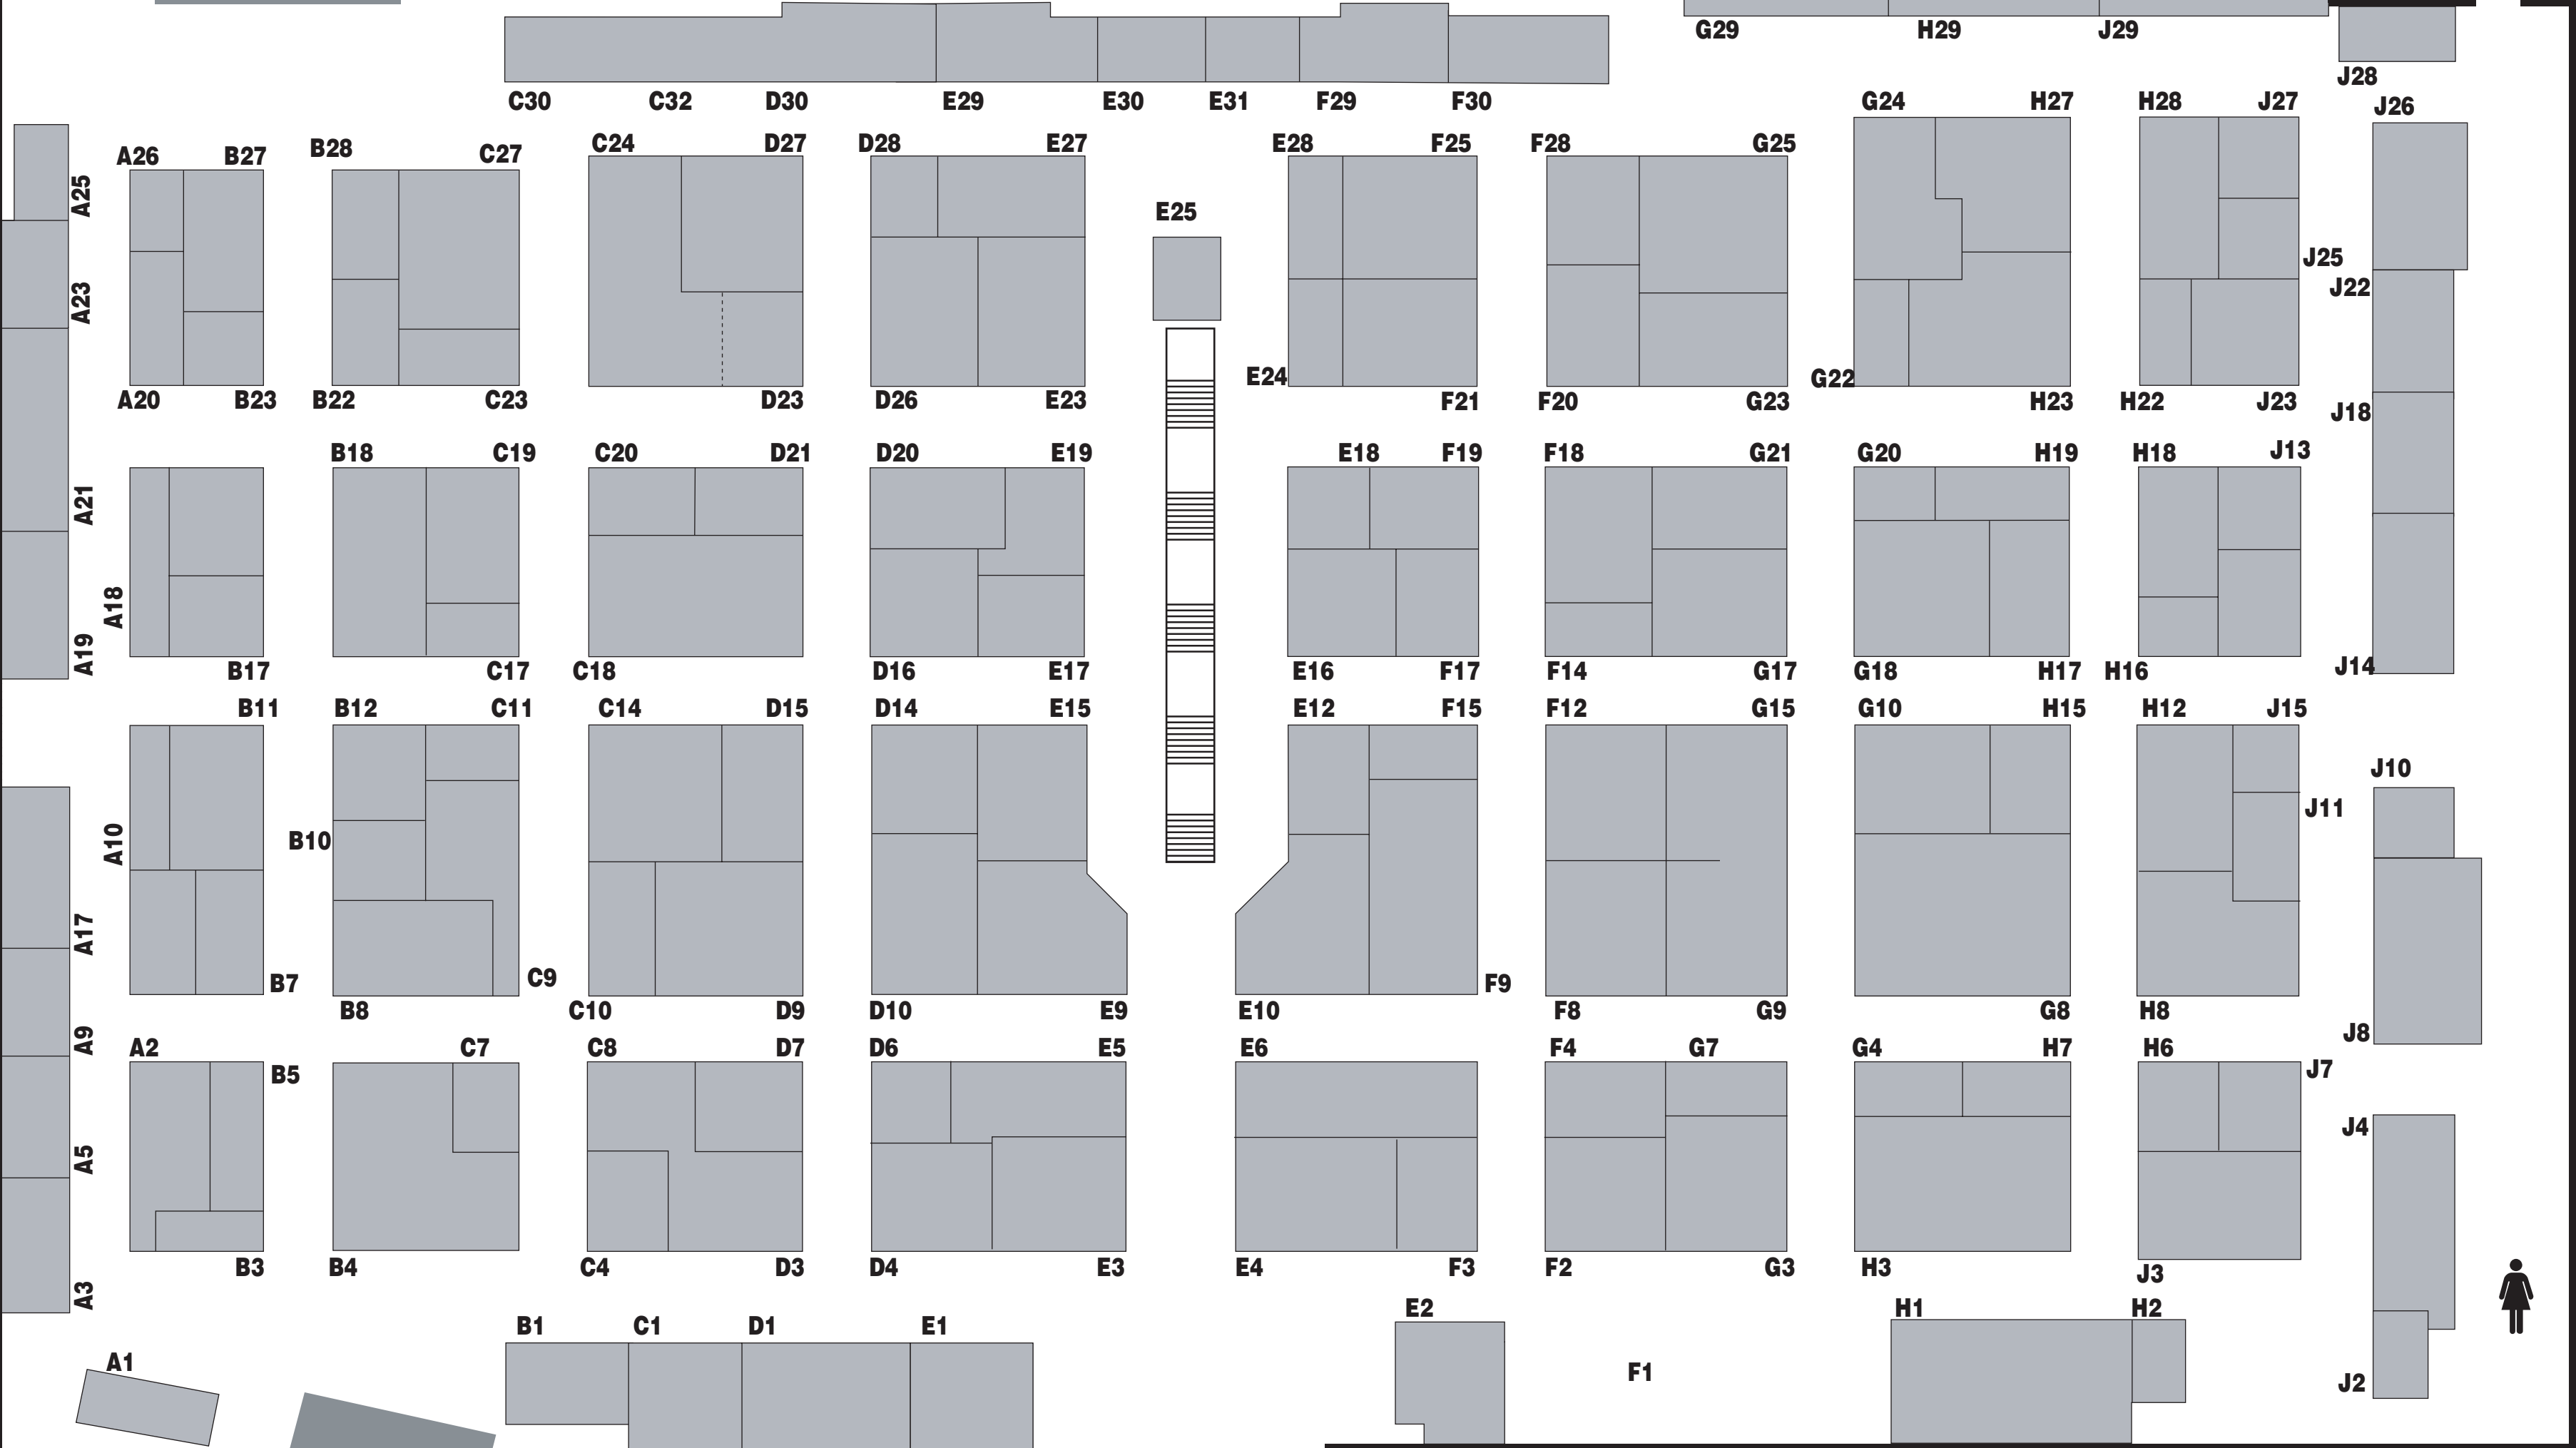 G29 H29 J29
J28
C30 C32 D30 E29 E30 E31 F29 F30
G24 H27 H28 J27 J26
A26 B27 B28 C27 C24 D27 D28 E27 E28 F25 F28 G25
A25
E25
A23
J25
J22
E24 G22
A20 B23 B22 C23 D23 D26 E23 F21 F20 G23 H23 H22 J23
J18
B18 C19 C20 D21 D20 E19 E18 F19 F18 G21 G20 H19 H18 J13
A21
A18
A19
B17 C17 C18 D16 E17 E16 F17 F14 G17 G18 H17 H16 J14
B11 B12 C11 C14 D15 D14 E15 E12 F15 F12 G15 G10 H15 H12 J15
J10
J11
A10 B10
A17
B7 C9 F9
B8 C10 D9 D10 E9 E10 F8 G9 G8 H8
J8
A9
A2 C7 C8 D7 D6 E5 E6 F4 G7 G4 H7 H6
B5 J7
J4
A5
B3 B4 C4 D3 D4 E3 E4 F3 F2 G3 H3 J3
A3
E2 H1 H2
B1 C1 D1 E1
A1 F1 J2